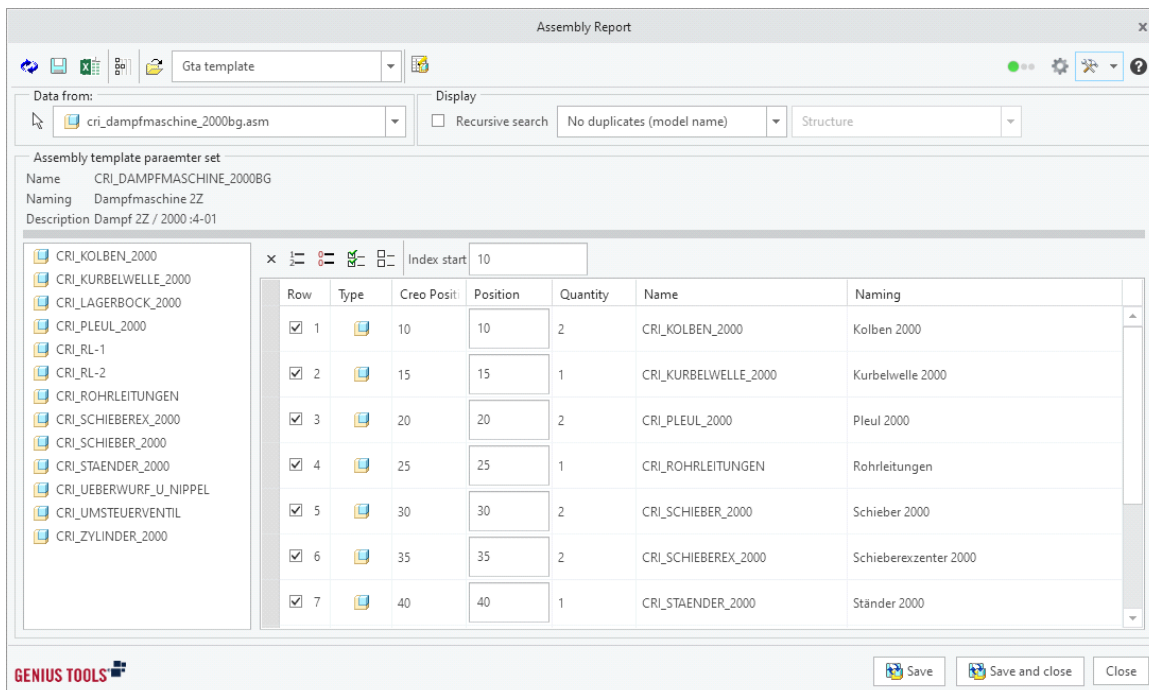 Assembly Report
Gta template
Data from:
cri_dampfmaschine_2000bg.asm
Display
Recursive search
No duplicates (model name)
Structure
Assembly template paraemter set
Name CRI_DAMPFMASCHINE_2000BG
Naming Dampfmaschine 2Z
Description Dampf 2Z / 2000 :4-01
CRI_KOLBEN_2000
CRI_KURBELWELLE_2000
CRI_LAGERBOCK_2000
CRI_PLEUL_2000
CRI_RL-1
CRI_RL-2
CRI_ROHRLEITUNGEN
CRI_SCHIEBEREX_2000
CRI_SCHIEBER_2000
CRI_STAENDER_2000
CRI_UEBERWURF_U_NIPPEL
CRI_UMSTEUERVENTIL
CRI_ZYLINDER_2000
Index start 10
Row Type Creo Positi Position Quantity Name Naming
1 10 10 2 CRI_KOLBEN_2000 Kolben 2000
2 15 15 1 CRI_KURBELWELLE_2000 Kurbelwelle 2000
3 20 20 2 CRI_PLEUL_2000 Pleul 2000
4 25 25 1 CRI_ROHRLEITUNGEN Rohrleitungen
5 30 30 2 CRI_SCHIEBER_2000 Schieber 2000
6 35 35 2 CRI_SCHIEBEREX_2000 Schieberexzenter 2000
7 40 40 1 CRI_STAENDER_2000 Ständer 2000
GENIUS TOOLS
Save
Save and close
Close